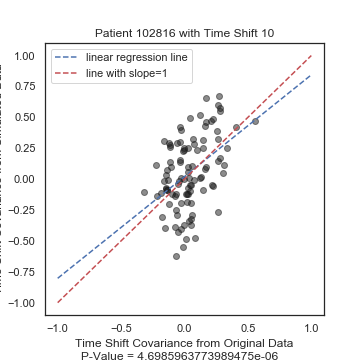 Patient 102816 with Time Shift 10
linear regression line
line with slope=1
1.00
0.75
0.50
0.25
0.00
−0.25
−0.50
−0.75
−1.00
−1.0
−0.5
0.0
0.5
1.0
Time Shift Covariance from Original Data
P-Value = 4.6985963773989475e-06